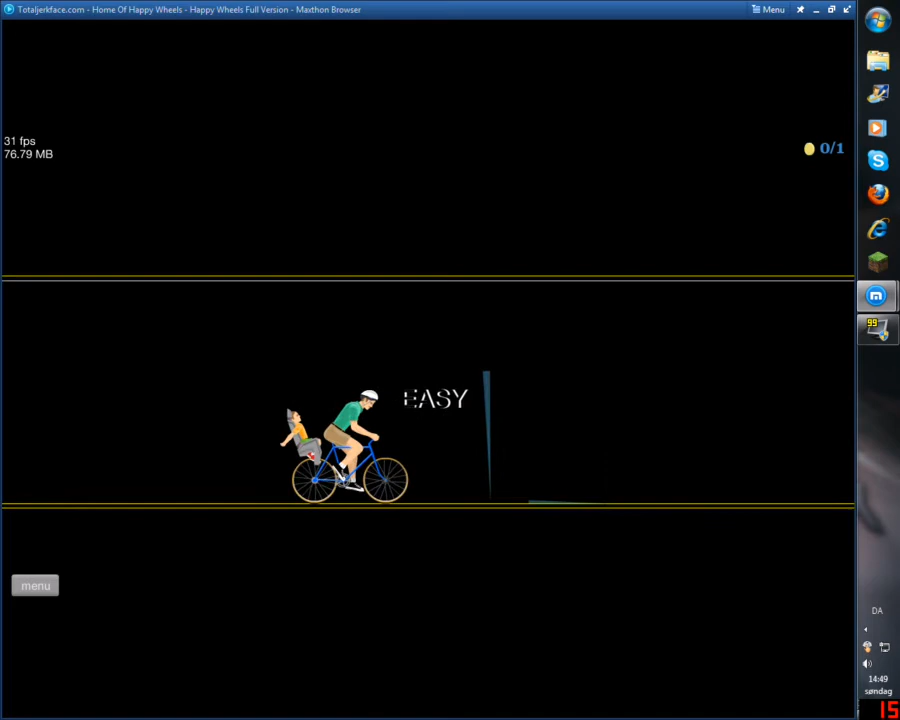 Totaljerkface.com - Home Of Happy Wheels - Happy Wheels Full Version - Maxthon Browser
Menu
31 fps
76.79 MB
0/1
99
EASY
menu
DA
14:49
søndag
15